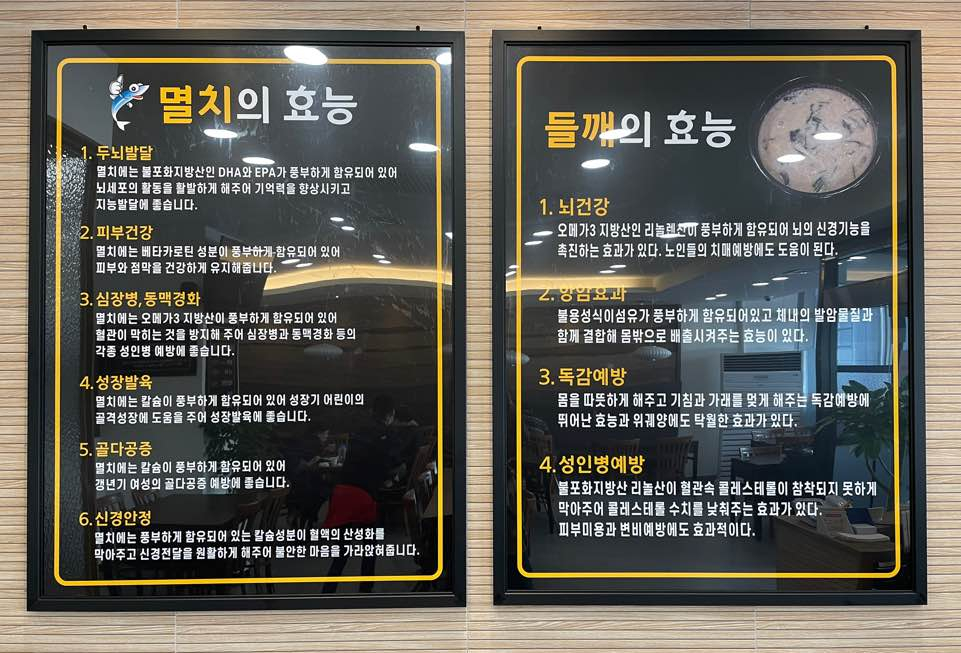 멸치의 효능
1. 두뇌발달
멸치에는 불포화지방산인 DHA와 EPA가 풍부하게 함유되어 있어
뇌세포의 활동을 활발하게 해주어 기억력을 향상시키고
지능발달에 좋습니다.
2. 피부건강
멸치에는 베타카로틴 성분이 풍부하게 함유되어 있어
피부와 점막을 건강하게 유지해줍니다.
3. 심장병, 동맥경화
멸치에는 오메가3 지방산이 풍부하게 함유되어 있어
혈관이 막히는 것을 방지해 주어 심장병과 동맥경화 등의
각종 성인병 예방에 좋습니다.
4. 성장발육
멸치에는 칼슘이 풍부하게 함유되어 있어 성장기 어린이의
골격성장에 도움을 주어 성장발육에 좋습니다.
5. 골다공증
멸치에는 칼슘이 풍부하게 함유되어 있어
갱년기 여성의 골다공증 예방에 좋습니다.
6. 신경안정
멸치에는 풍부하게 함유되어 있는 칼슘성분이 혈액의 산성화를
막아주고 신경전달을 원활하게 해주어 불안한 마음을 가라앉혀줍니다.
들깨의 효능
1. 뇌건강
오메가3 지방산인 리놀렌산이 풍부하게 함유되어 뇌의 신경기능을
촉진하는 효과가 있다. 노인들의 치매예방에도 도움이 된다.
2. 항암효과
불용성식이섬유가 풍부하게 함유되어있고 체내의 발암물질과
함께 결합해 몸밖으로 배출시켜주는 효능이 있다.
3. 독감예방
몸을 따뜻하게 해주고 기침과 가래를 멎게 해주는 독감예방에
뛰어난 효능과 위궤양에도 탁월한 효과가 있다.
4. 성인병예방
불포화지방산 리놀산이 혈관속 콜레스테롤이 참착되지 못하게
막아주어 콜레스테롤 수치를 낮춰주는 효과가 있다.
피부미용과 변비예방에도 효과적이다.